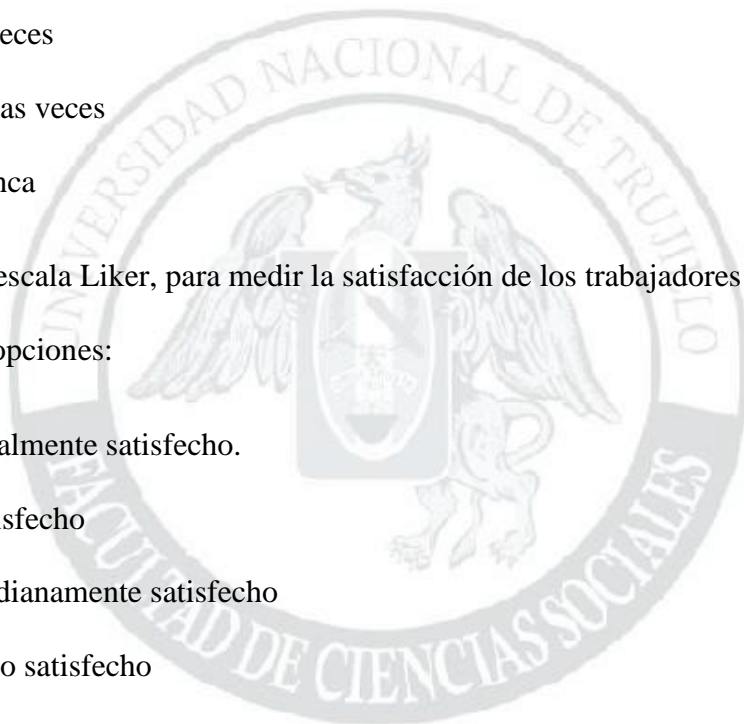 eces
as veces
nca
escala Liker, para medir la satisfacción de los trabajadores
opciones:
almente satisfecho.
isfecho
dianamente satisfecho
o satisfecho
UNIVERSIDAD NACIONAL DE TRUJILLO
FACULTAD DE CIENCIAS SOCIALES